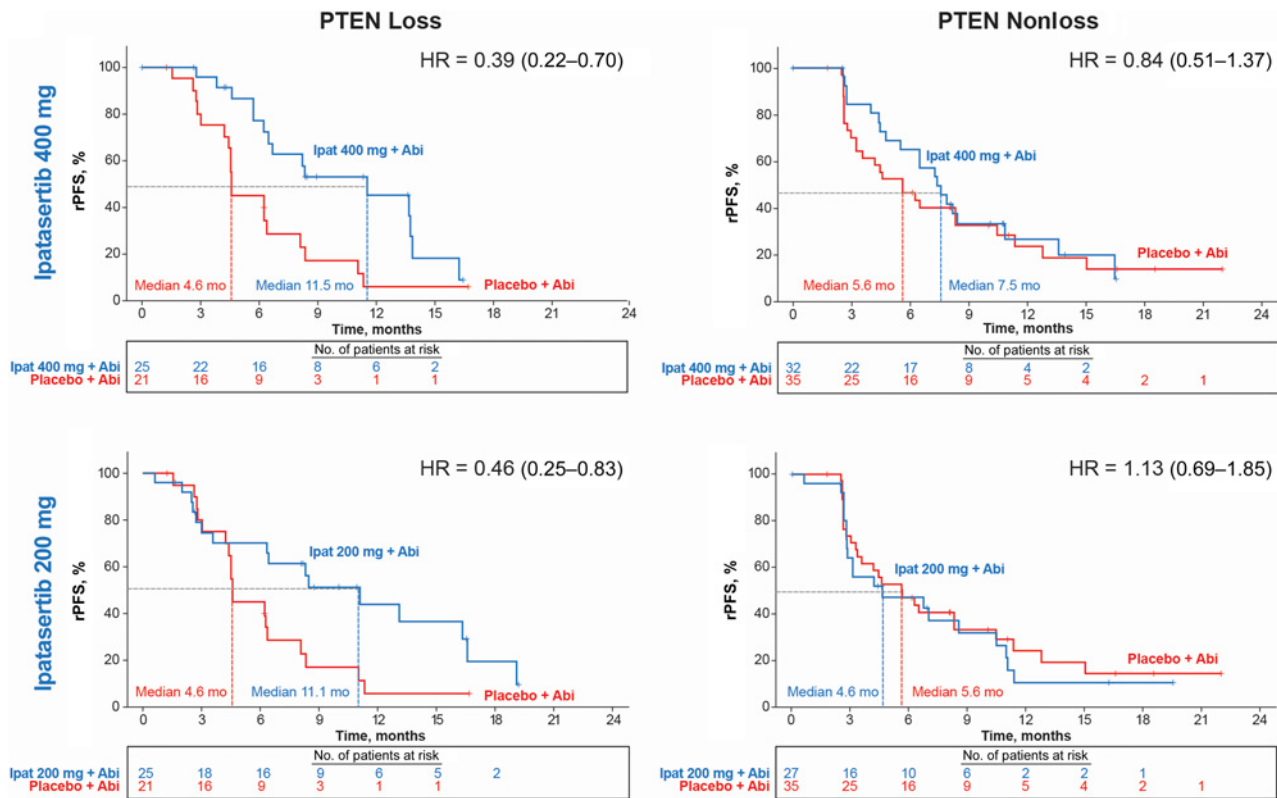 PTEN Loss
PTEN Nonloss
Ipatasertib 400 mg
HR = 0.39 (0.22–0.70)
rPFS, %
100
80
60
40
20
0
Ipat 400 mg + Abi
Placebo + Abi
Median 4.6 mo
Median 11.5 mo
0 3 6 9 12 15 18 21 24
Time, months
No. of patients at risk
Ipat 400 mg + Abi 25 22 16 8 6 2
Placebo + Abi 21 16 9 3 1 1
HR = 0.84 (0.51–1.37)
rPFS, %
100
80
60
40
20
0
Ipat 400 mg + Abi
Placebo + Abi
Median 5.6 mo
Median 7.5 mo
0 3 6 9 12 15 18 21 24
Time, months
No. of patients at risk
Ipat 400 mg + Abi 32 22 17 8 4 2
Placebo + Abi 35 25 16 9 5 4 2 1
Ipatasertib 200 mg
HR = 0.46 (0.25–0.83)
rPFS, %
100
80
60
40
20
0
Ipat 200 mg + Abi
Placebo + Abi
Median 4.6 mo
Median 11.1 mo
0 3 6 9 12 15 18 21 24
Time, months
No. of patients at risk
Ipat 200 mg + Abi 25 18 16 9 6 5 2
Placebo + Abi 21 16 9 3 1 1
HR = 1.13 (0.69–1.85)
rPFS, %
100
80
60
40
20
0
Ipat 200 mg + Abi
Placebo + Abi
Median 4.6 mo
Median 5.6 mo
0 3 6 9 12 15 18 21 24
Time, months
No. of patients at risk
Ipat 200 mg + Abi 27 16 10 6 2 2 1
Placebo + Abi 35 25 16 9 5 4 2 1